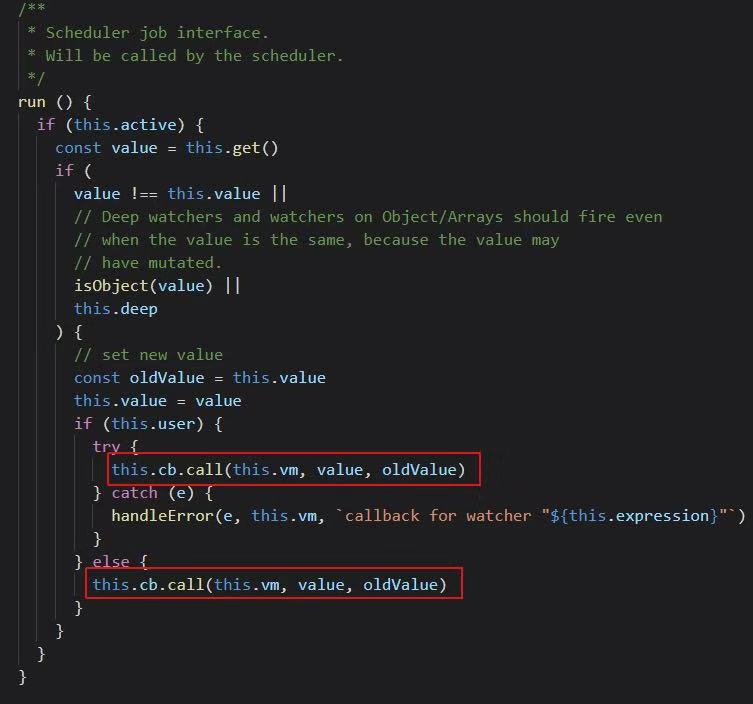 /**
 * Scheduler job interface.
 * Will be called by the scheduler.
 */
run () {
  if (this.active) {
    const value = this.get()
    if (
      value !== this.value ||
      // Deep watchers and watchers on Object/Arrays should fire even
      // when the value is the same, because the value may
      // have mutated.
      isObject(value) ||
      this.deep
    ) {
      // set new value
      const oldValue = this.value
      this.value = value
      if (this.user) {
        try {
          this.cb.call(this.vm, value, oldValue)
        } catch (e) {
          handleError(e, this.vm, `callback for watcher "${this.expression}"`)
        }
      } else {
        this.cb.call(this.vm, value, oldValue)
      }
    }
  }
}